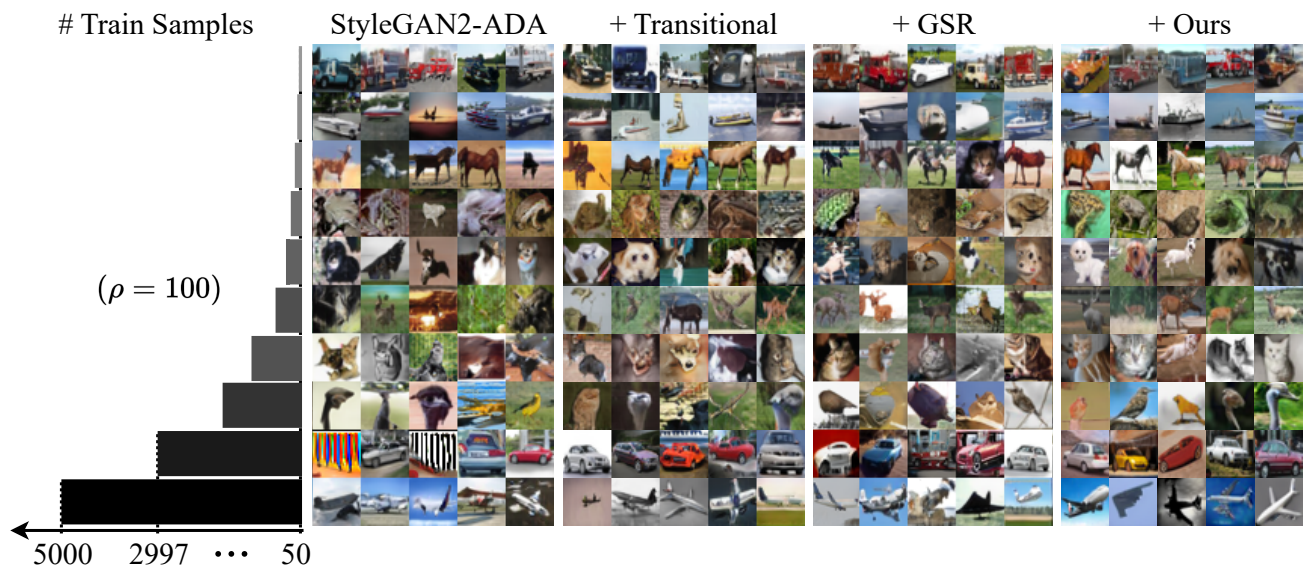 # Train Samples StyleGAN2-ADA + Transitional + GSR + Ours
(ρ = 100)
5000 2997 ••• 50